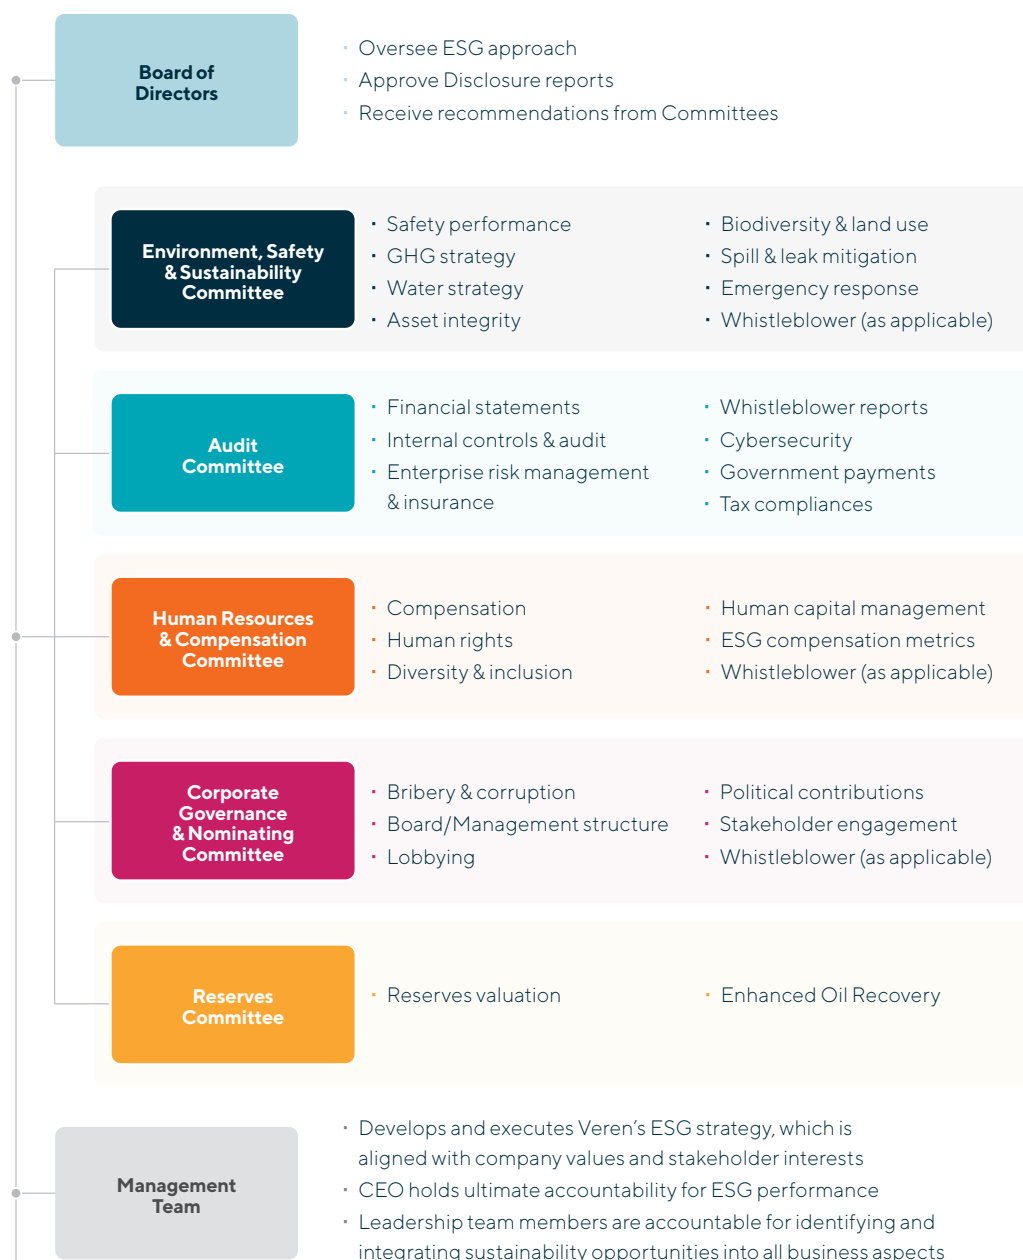 Board of
Directors
· Oversee ESG approach
· Approve Disclosure reports
· Receive recommendations from Committees
Environment, Safety
& Sustainability
Committee
· Safety performance
· GHG strategy
· Water strategy
· Asset integrity
· Biodiversity & land use
· Spill & leak mitigation
· Emergency response
· Whistleblower (as applicable)
Audit
Committee
· Financial statements
· Internal controls & audit
· Enterprise risk management
& insurance
· Whistleblower reports
· Cybersecurity
· Government payments
· Tax compliances
Human Resources
& Compensation
Committee
· Compensation
· Human rights
· Diversity & inclusion
· Human capital management
· ESG compensation metrics
· Whistleblower (as applicable)
Corporate
Governance
& Nominating
Committee
· Bribery & corruption
· Board/Management structure
· Lobbying
· Political contributions
· Stakeholder engagement
· Whistleblower (as applicable)
Reserves
Committee
· Reserves valuation
· Enhanced Oil Recovery
Management
Team
· Develops and executes Veren’s ESG strategy, which is
aligned with company values and stakeholder interests
· CEO holds ultimate accountability for ESG performance
· Leadership team members are accountable for identifying and
integrating sustainability opportunities into all business aspects